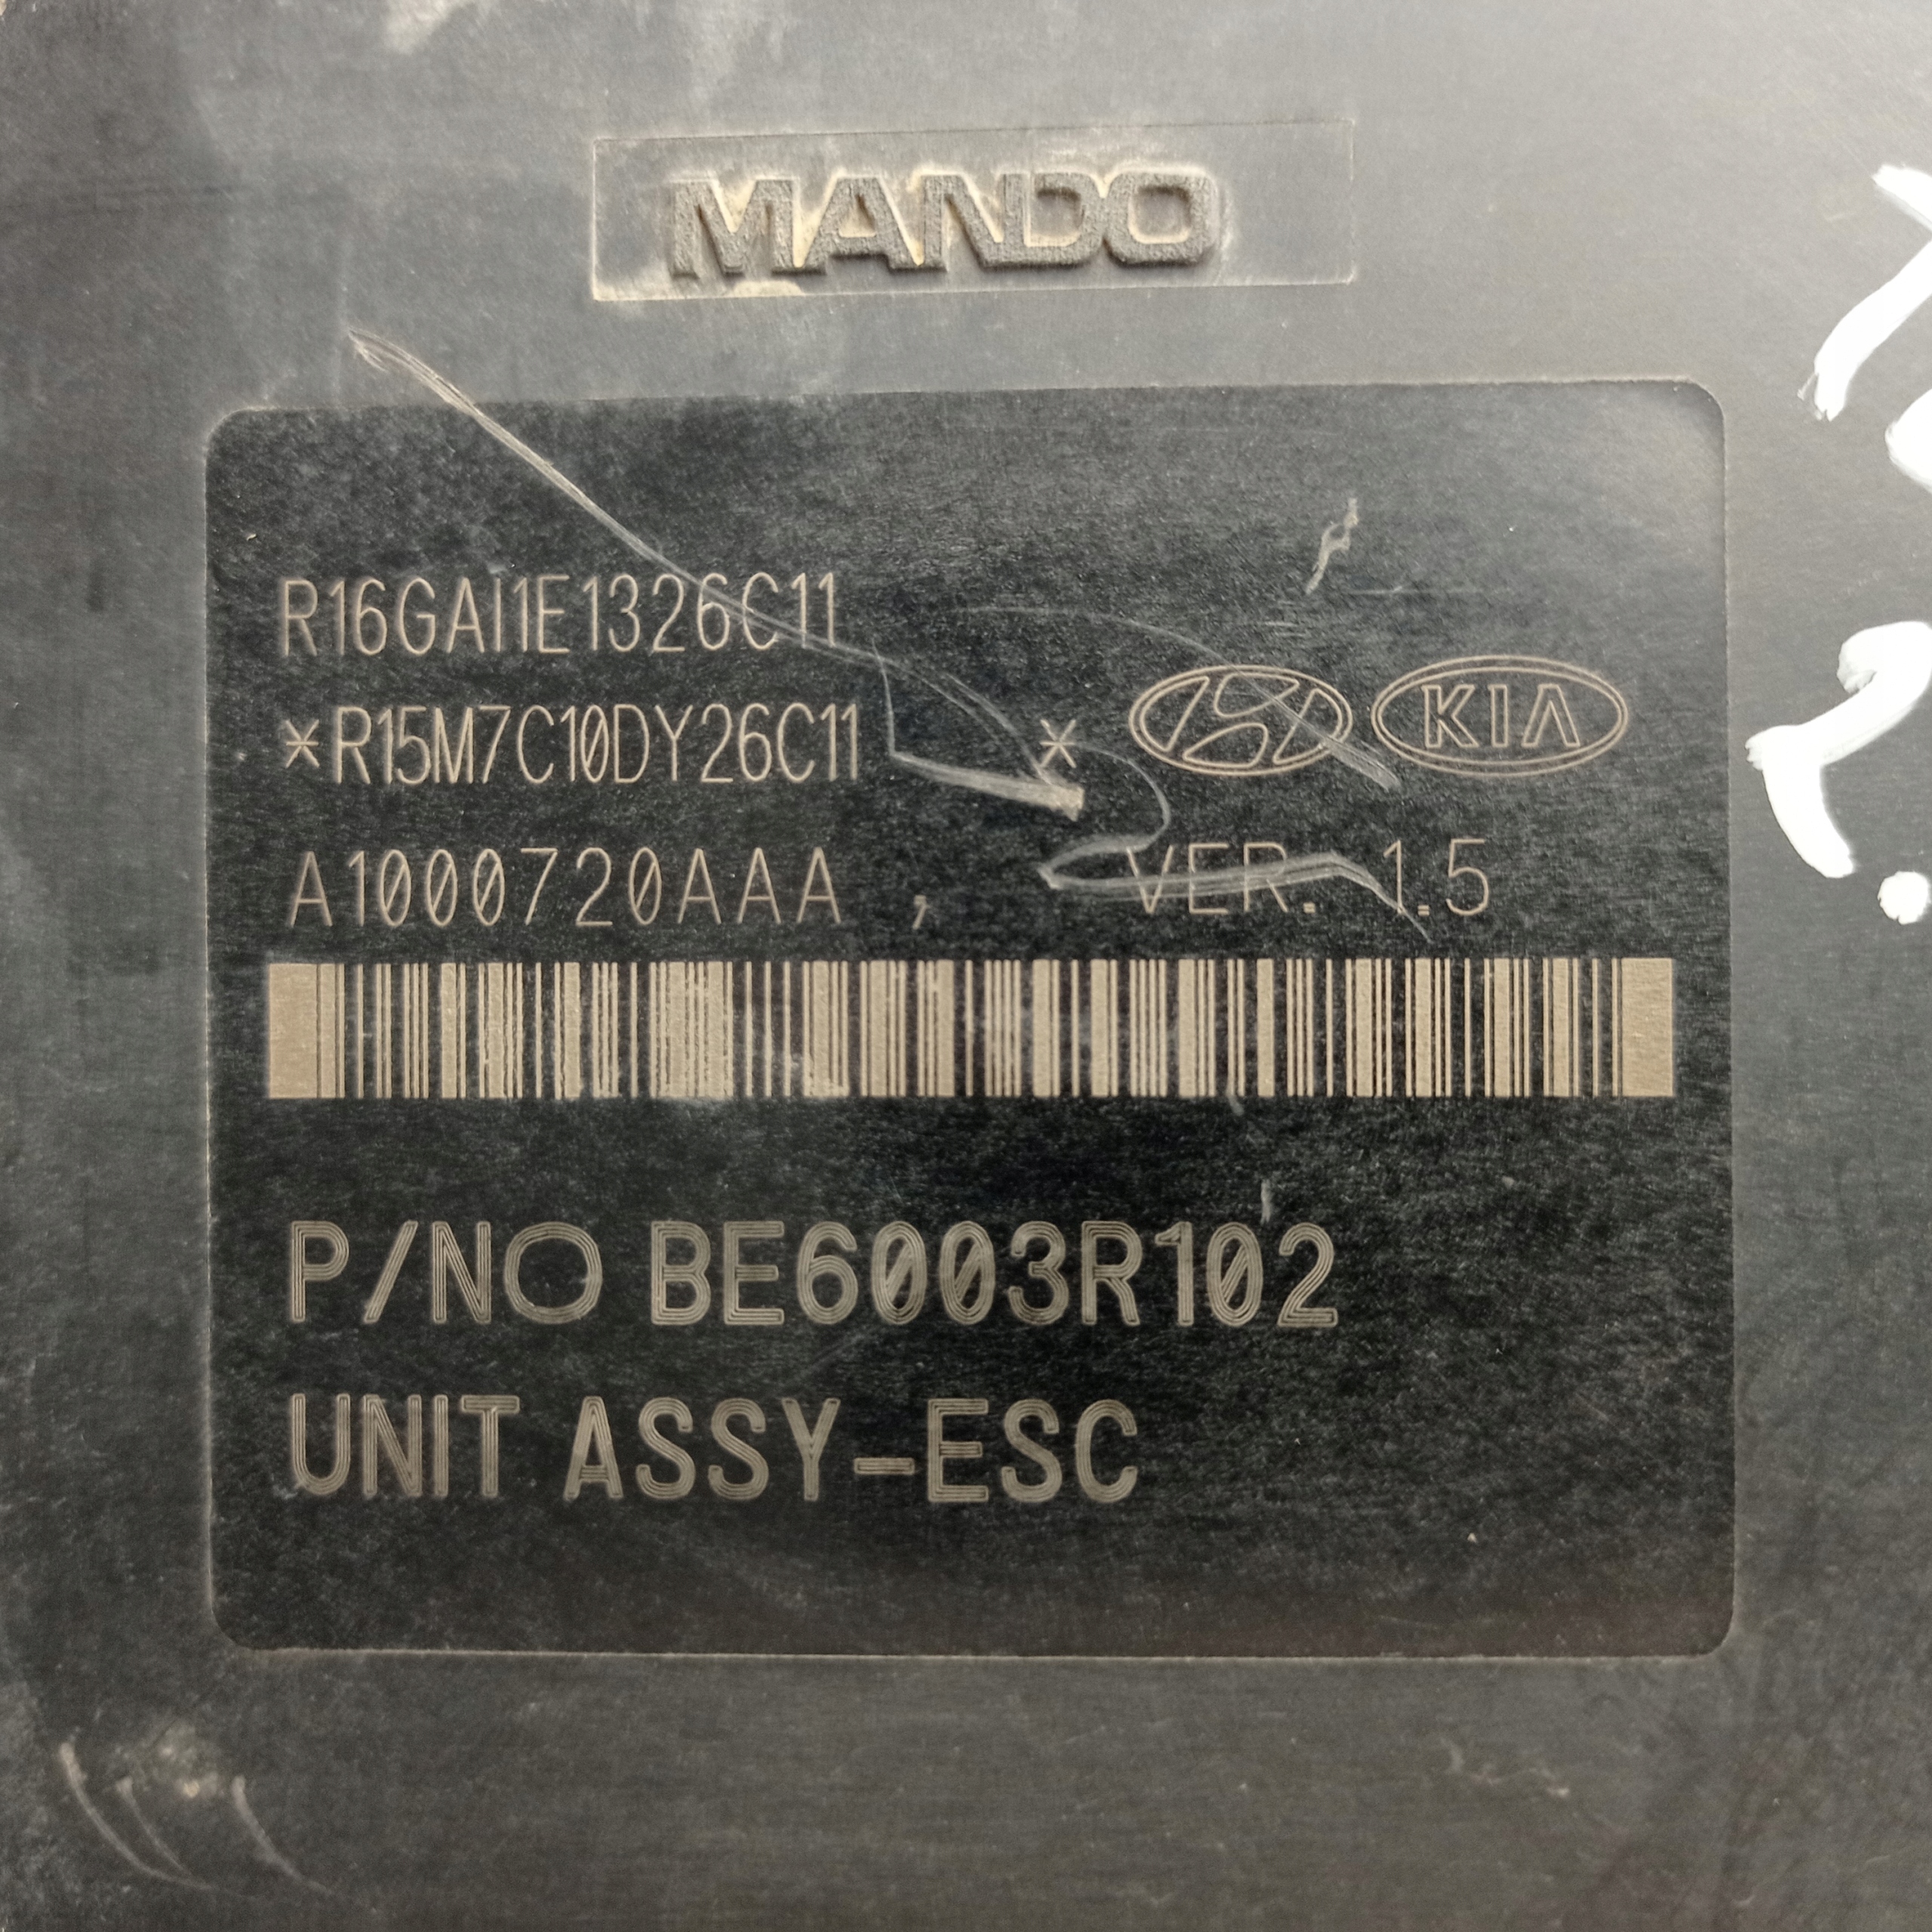 MANDO
R16GAI1E1326C11
*R15M7C10DY26C11 * KIA
A1000720AAA , VER. 1.5
P/NO BE6003R102
UNIT ASSY-ESC